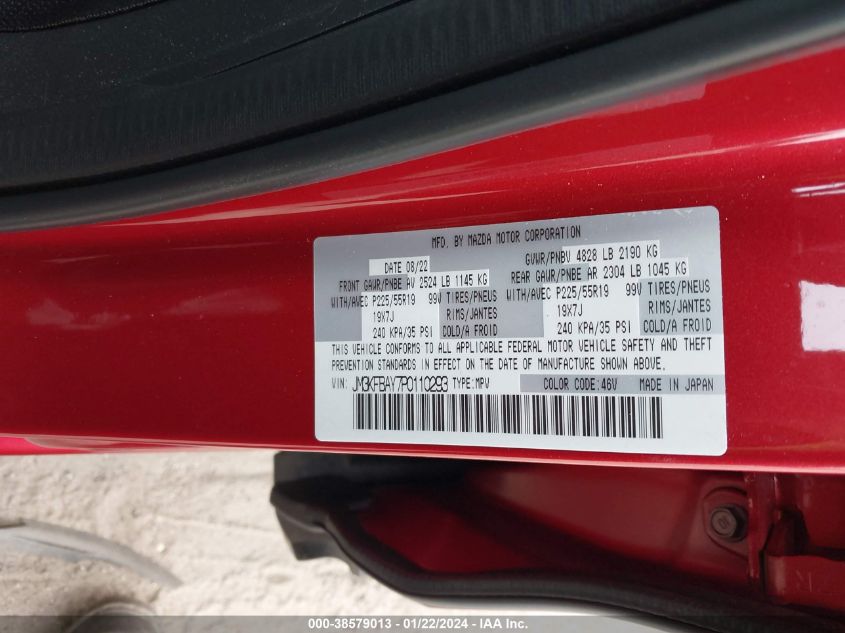 MFD. BY MAZDA MOTOR CORPORATION
DATE 08/22 GVWR/PNBV 4828 LB 2190 KG
FRONT GAWR/PNBE AV 2524 LB 1145 KG REAR GAWR/PNBE AR 2304 LB 1045 KG
WITH/AVEC P225/55R19 99V TIRES/PNEUS WITH/AVEC P225/55R19 99V TIRES/PNEUS
19X7J RIMS/JANTES 19X7J RIMS/JANTES
240 KPA/35 PSI COLD/A FROID 240 KPA/35 PSI COLD/A FROID
THIS VEHICLE CONFORMS TO ALL APPLICABLE FEDERAL MOTOR VEHICLE SAFETY AND THEFT
PREVENTION STANDARDS IN EFFECT ON THE DATE OF MANUFACTURE SHOWN ABOVE.
VIN: JM3KFBAY7P0110293 TYPE: MPV COLOR CODE: 46V MADE IN JAPAN
000-38579013 - 01/22/2024 - IAA Inc.